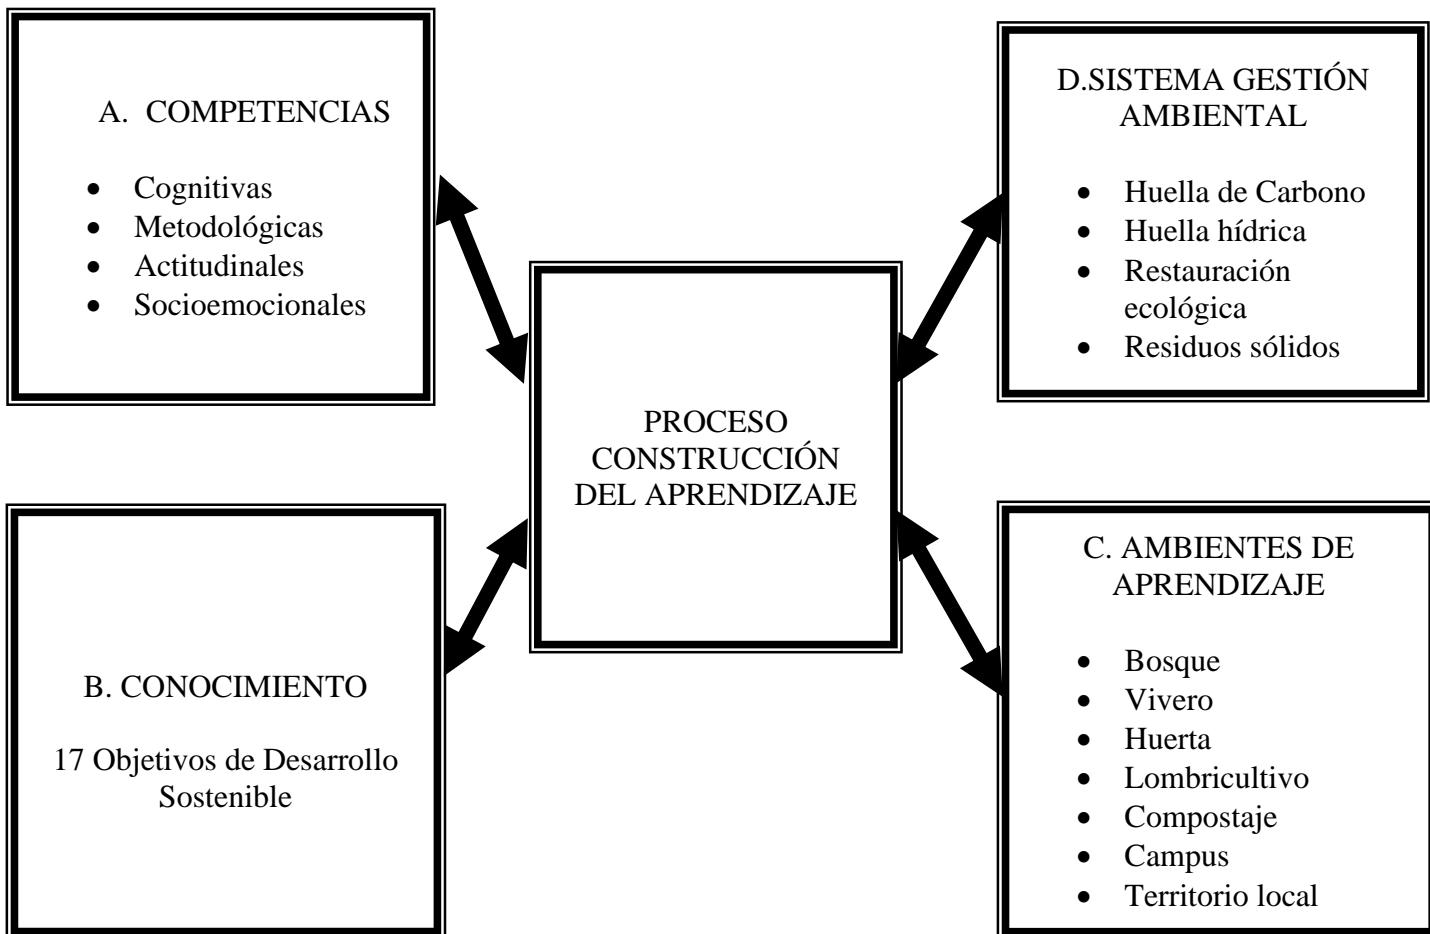 A. COMPETENCIAS
• Cognitivas
• Metodológicas
• Actitudinales
• Socioemocionales
D.SISTEMA GESTIÓN
AMBIENTAL
• Huella de Carbono
• Huella hídrica
• Restauración
ecológica
• Residuos sólidos
PROCESO
CONSTRUCCIÓN
DEL APRENDIZAJE
B. CONOCIMIENTO
17 Objetivos de Desarrollo
Sostenible
C. AMBIENTES DE
APRENDIZAJE
• Bosque
• Vivero
• Huerta
• Lombricultivo
• Compostaje
• Campus
• Territorio local